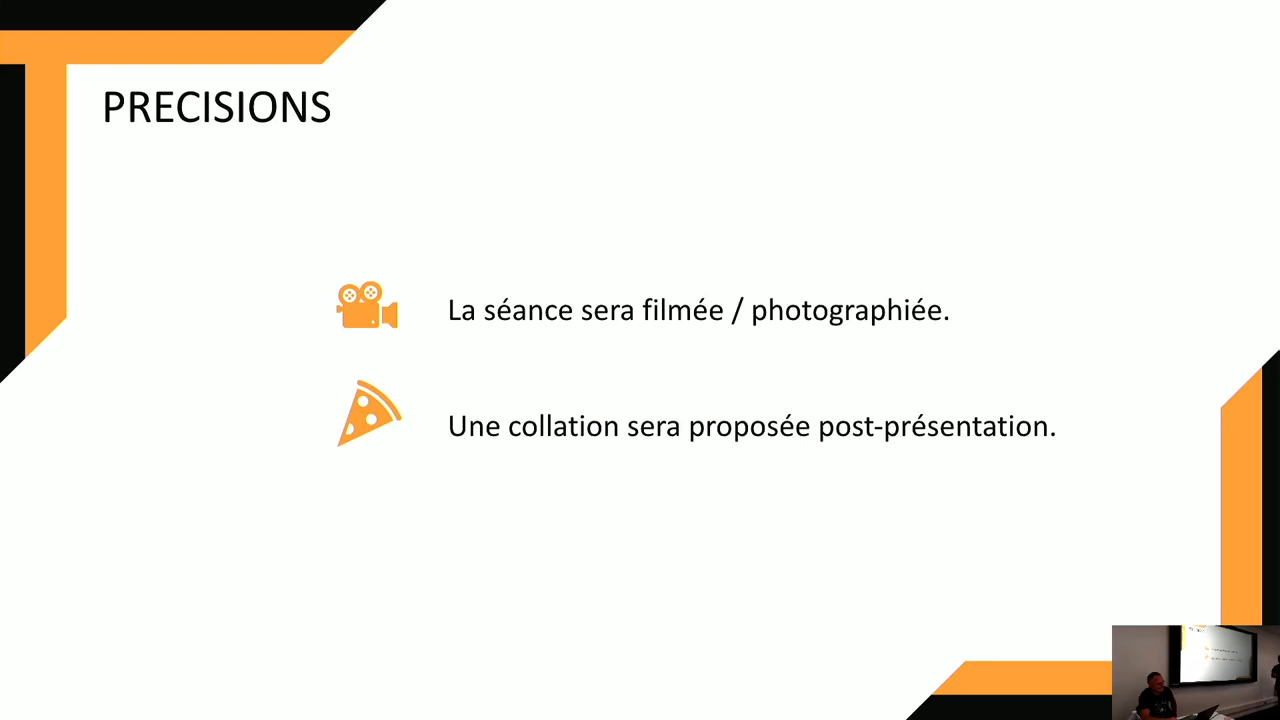 PRECISIONS
La séance sera filmée / photographiée.
Une collation sera proposée post-présentation.